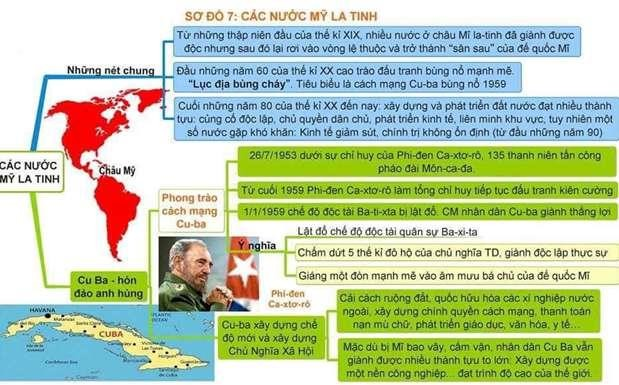 SƠ ĐỒ 7: CÁC NƯỚC MỸ LA TINH
Từ những thập niên đầu của thế kỉ XIX, nhiều nước ở châu Mĩ la-tinh đã giành được
độc nhưng sau đó lại rơi vào vòng lệ thuộc và trở thành “sân sau” của đế quốc Mĩ
Những nét chung
Đầu những năm 60 của thế kỉ XX cao trào đấu tranh bùng nổ mạnh mẽ.
“Lục địa bùng cháy”. Tiêu biểu là cách mạng Cu-ba bùng nổ 1959
Cuối những năm 80 của thế kỉ XX đến nay: xây dựng và phát triển đất nước đạt nhiều thành
tựu: củng cố độc lập, chủ quyền dân chủ, phát triển kinh tế, liên minh khu vực, tuy nhiên một
số nước gặp khó khăn: Kinh tế giảm sút, chính trị không ổn định (từ đầu những năm 90)
CÁC NƯỚC
MỸ LA TINH
Châu Mỹ
Phong trào
cách mạng
Cu-ba
26/7/1953 dưới sự chỉ huy của Phi-đen Ca-xtơ-rô, 135 thanh niên tấn công
pháo đài Môn-ca-đa.
Từ cuối 1959 Phi-đen Ca-xtơ-rô làm tổng chỉ huy tiếp tục đấu tranh kiên cường
1/1/1959 chế độ độc tài Ba-ti-xta bị lật đổ. CM nhân dân Cu-ba giành thắng lợi
Ý nghĩa
Lật đổ chế độ độc tài quân sự Ba-xi-ta
Chấm dứt 5 thế kỉ đô hộ của chủ nghĩa TD, giành độc lập thực sự
Giáng một đòn mạnh mẽ vào âm mưu bá chủ của đế quốc Mĩ
Cu Ba - hòn
đảo anh hùng
Phi-đen
Ca-xtơ-rô
Cu-ba xây dựng chế
độ mới và xây dựng
Chủ Nghĩa Xã Hội
Cải cách ruộng đất, quốc hữu hóa các xí nghiệp nước
ngoài, xây dựng chính quyền cách mạng, thanh toán
nạn mù chữ, phát triển giáo dục, văn hóa, y tế...
Mặc dù bị Mĩ bao vây, cấm vận, nhân dân Cu Ba vẫn
giành được nhiều thành tựu to lớn: Xây dựng được
một nền công nghiệp... đạt trình độ cao của thế giới.
HAVANA
Matanzas
CUBA
ATLANTIC
OCEAN
Caribbean Sea